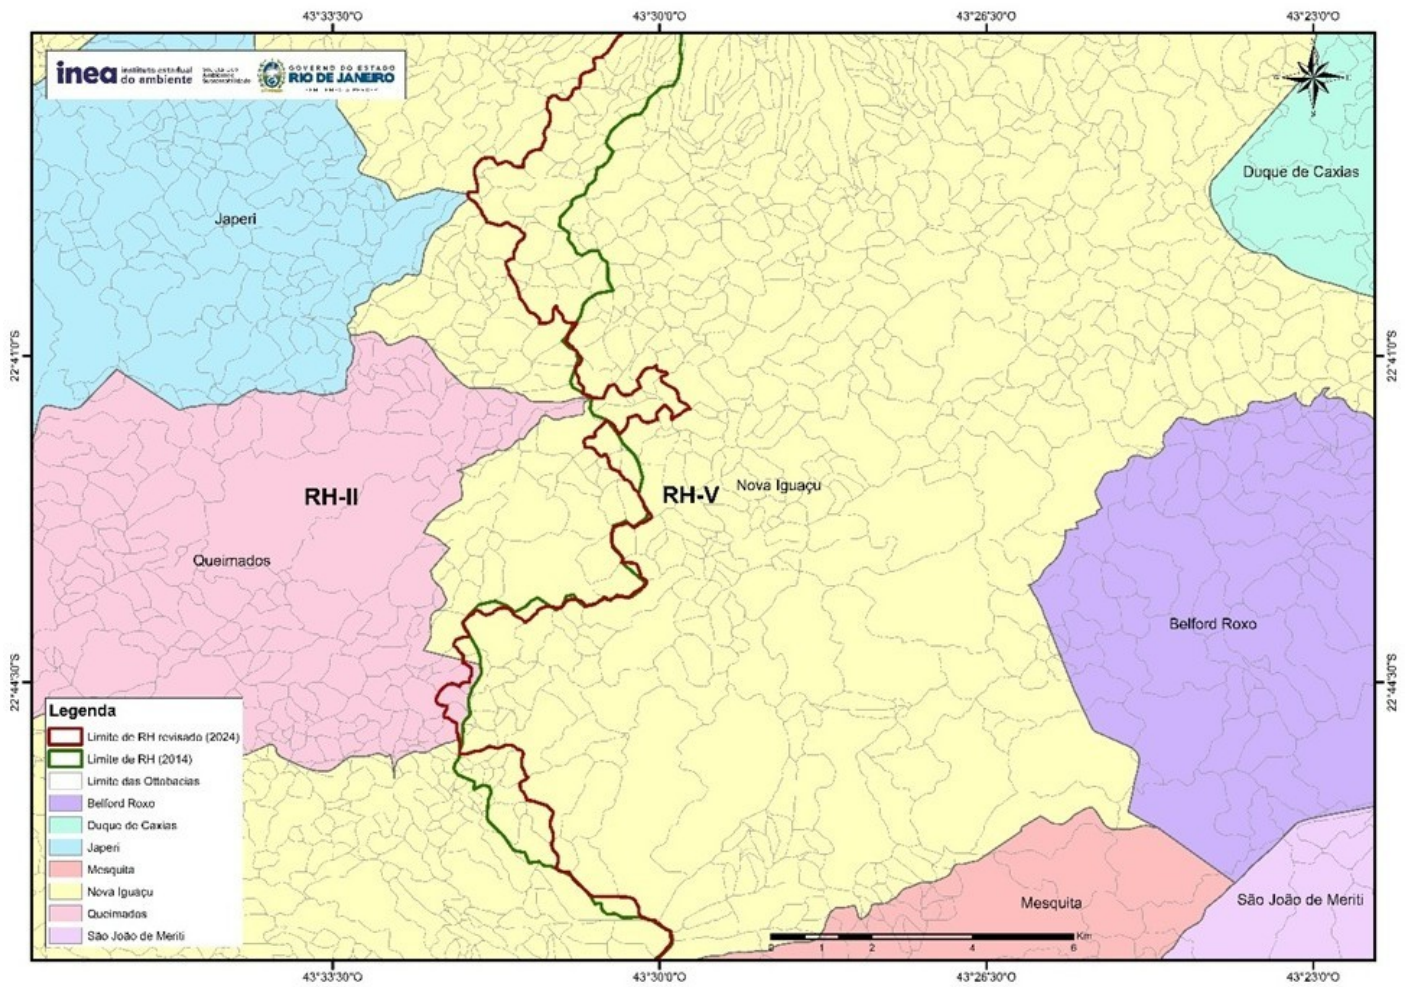 43°33'30"O 43°30'0"O 43°26'30"O 43°23'0"O
inea instituto estadual do ambiente
GOVERNO DO ESTADO
RIO DE JANEIRO
Duque de Caxias
Japeri
22°41'0"S 22°41'0"S
RH-II RH-V Nova Iguaçu
Queimados
Belford Roxo
22°44'30"S 22°44'30"S
Legenda
Limite de RH revisado (2024)
Limite de RH (2014)
Limite das Ottobacias
Belford Roxo
Duque de Caxias
Japeri
Mesquita
Nova Iguaçu
Queimados
São João de Meriti
Mesquita
São João de Meriti
0 1 2 4 6 Km
43°33'30"O 43°30'0"O 43°26'30"O 43°23'0"O